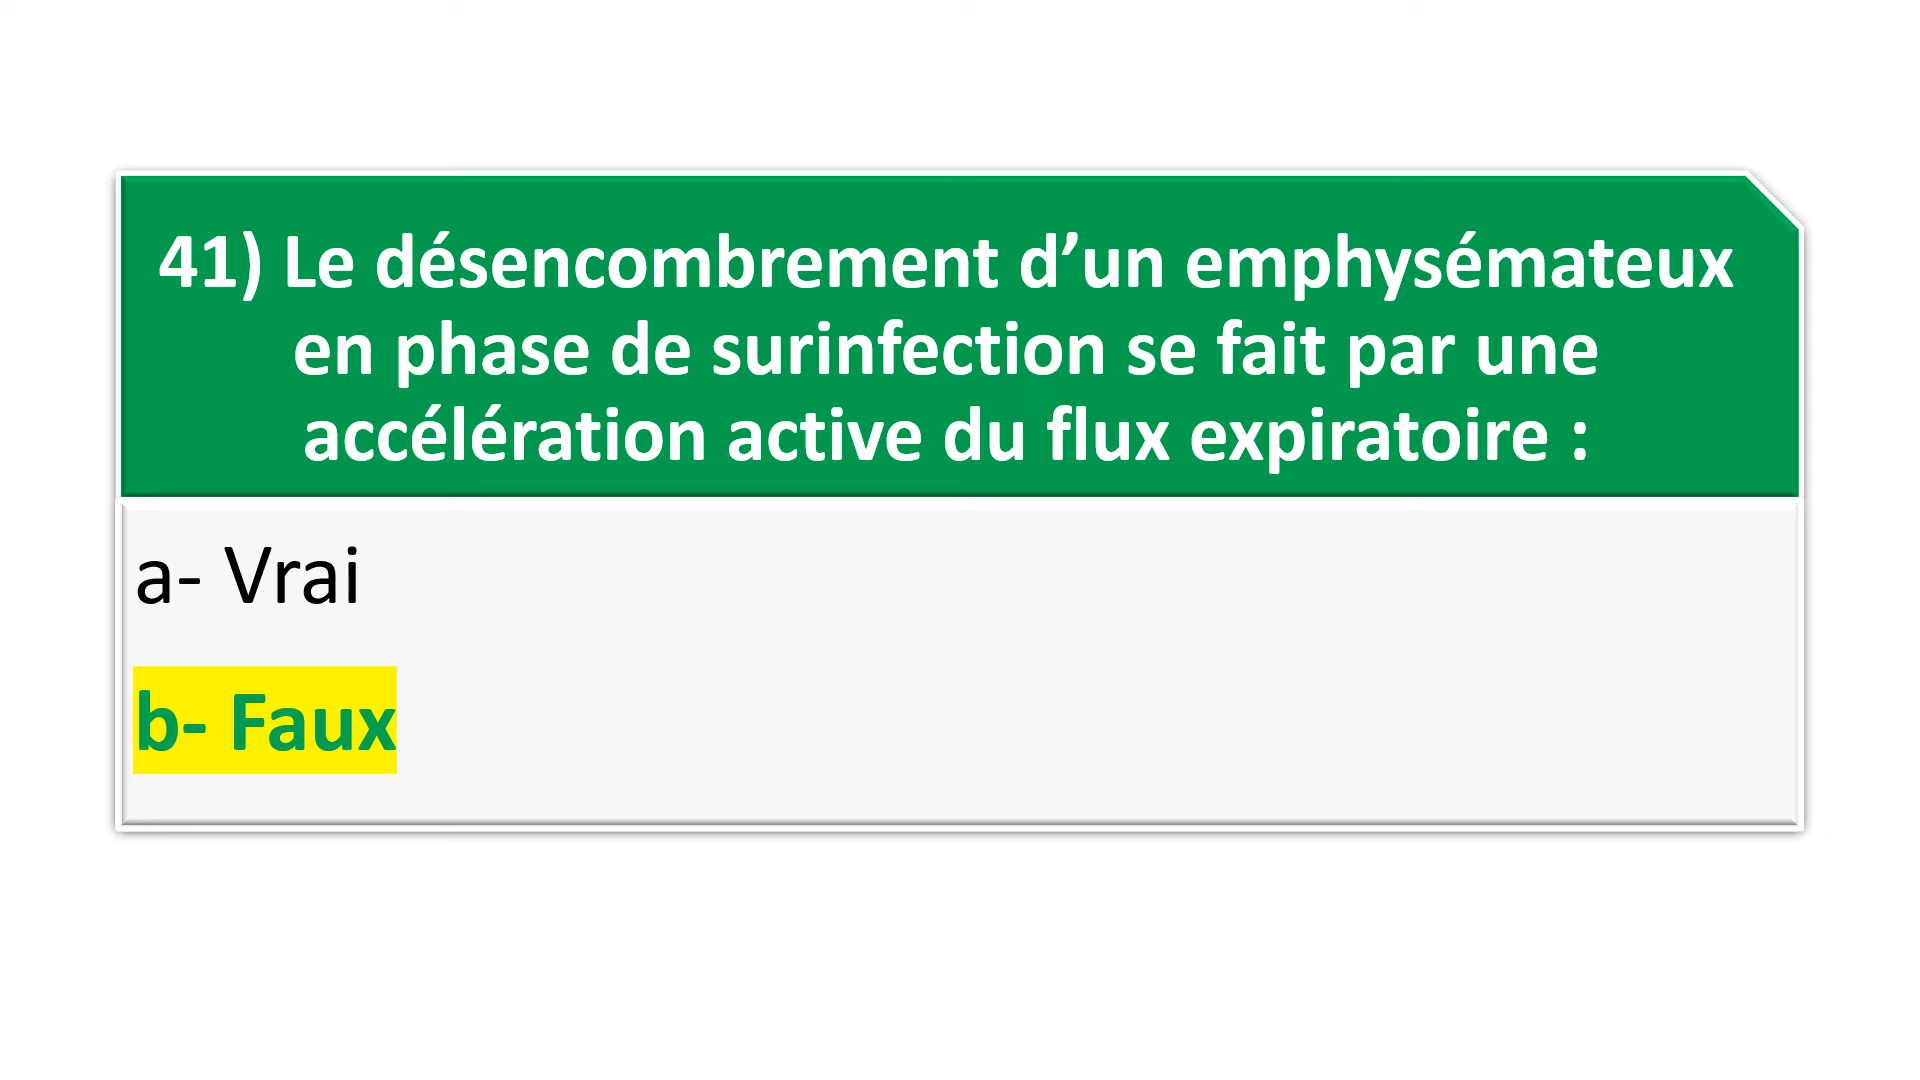 41) Le désencombrement d’un emphysémateux
en phase de surinfection se fait par une
accélération active du flux expiratoire :
a- Vrai
b- Faux